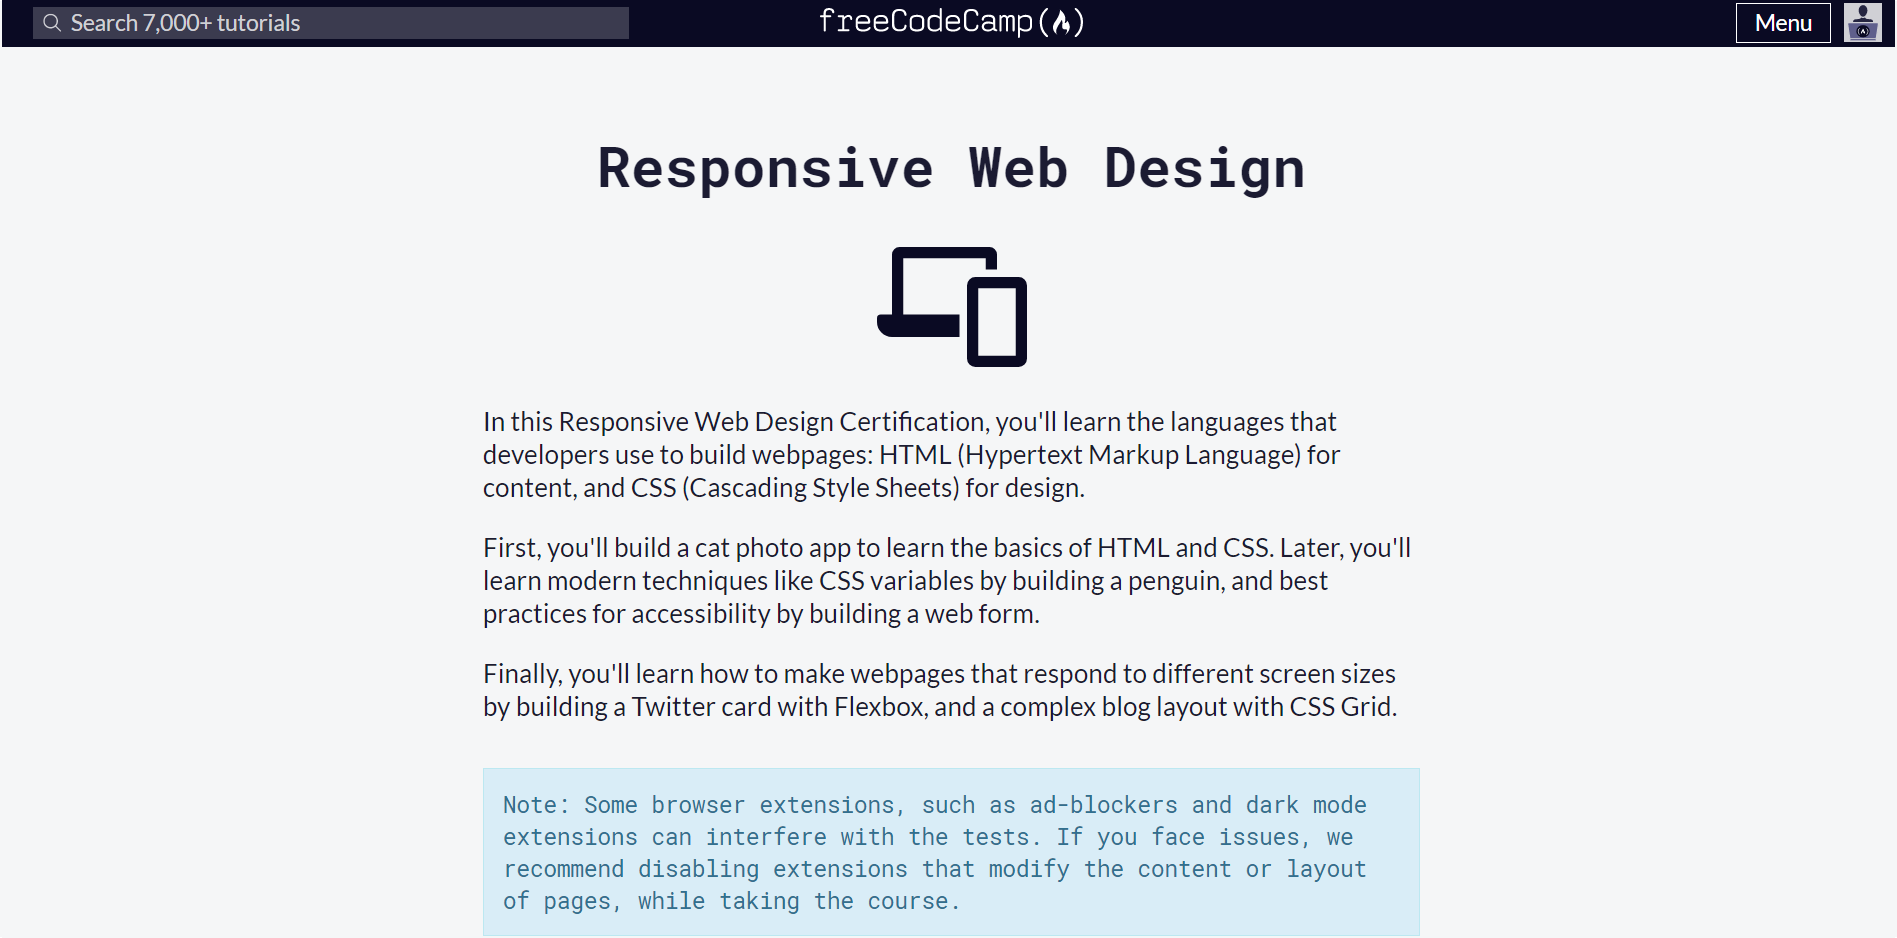 Search 7,000+ tutorials
freeCodeCamp
Menu
Responsive Web Design
In this Responsive Web Design Certification, you'll learn the languages that
developers use to build webpages: HTML (Hypertext Markup Language) for
content, and CSS (Cascading Style Sheets) for design.
First, you'll build a cat photo app to learn the basics of HTML and CSS. Later, you'll
learn modern techniques like CSS variables by building a penguin, and best
practices for accessibility by building a web form.
Finally, you'll learn how to make webpages that respond to different screen sizes
by building a Twitter card with Flexbox, and a complex blog layout with CSS Grid.
Note: Some browser extensions, such as ad-blockers and dark mode
extensions can interfere with the tests. If you face issues, we
recommend disabling extensions that modify the content or layout
of pages, while taking the course.